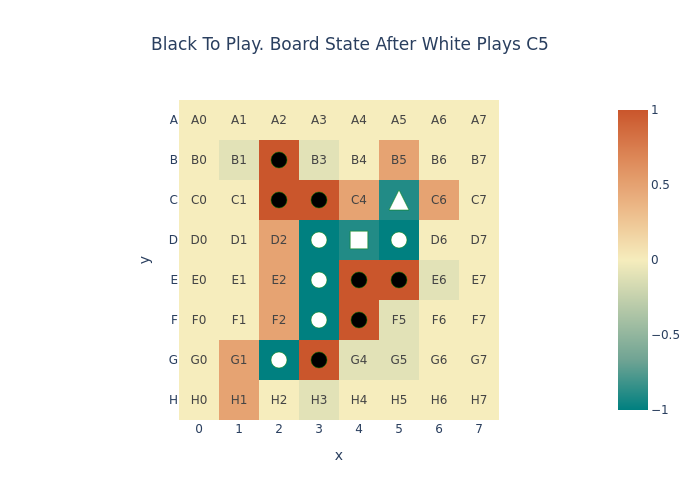 Black To Play. Board State After White Plays C5
A A0 A1 A2 A3 A4 A5 A6 A7
B B0 B1 B3 B4 B5 B6 B7
C C0 C1 C4 C6 C7
D D0 D1 D2 D6 D7
E E0 E1 E2 E6 E7
F F0 F1 F2 F5 F6 F7
G G0 G1 G4 G5 G6 G7
H H0 H1 H2 H3 H4 H5 H6 H7
0 1 2 3 4 5 6 7
x
y
1
0.5
0
−0.5
−1